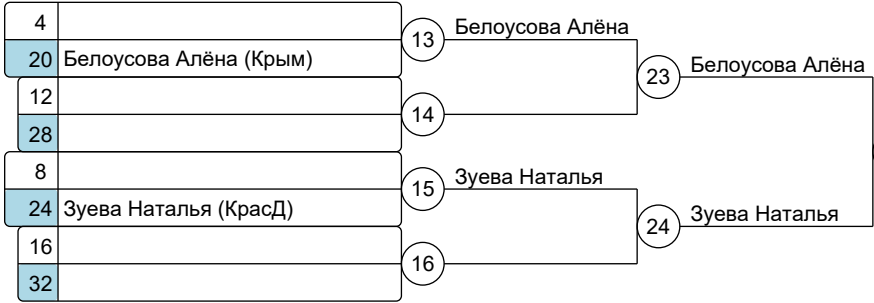 4
13 Белоусова Алёна
20 Белоусова Алёна (Крым)
23 Белоусова Алёна
12
14
28
8
15 Зуева Наталья
24 Зуева Наталья (КрасД)
24 Зуева Наталья
16
16
32